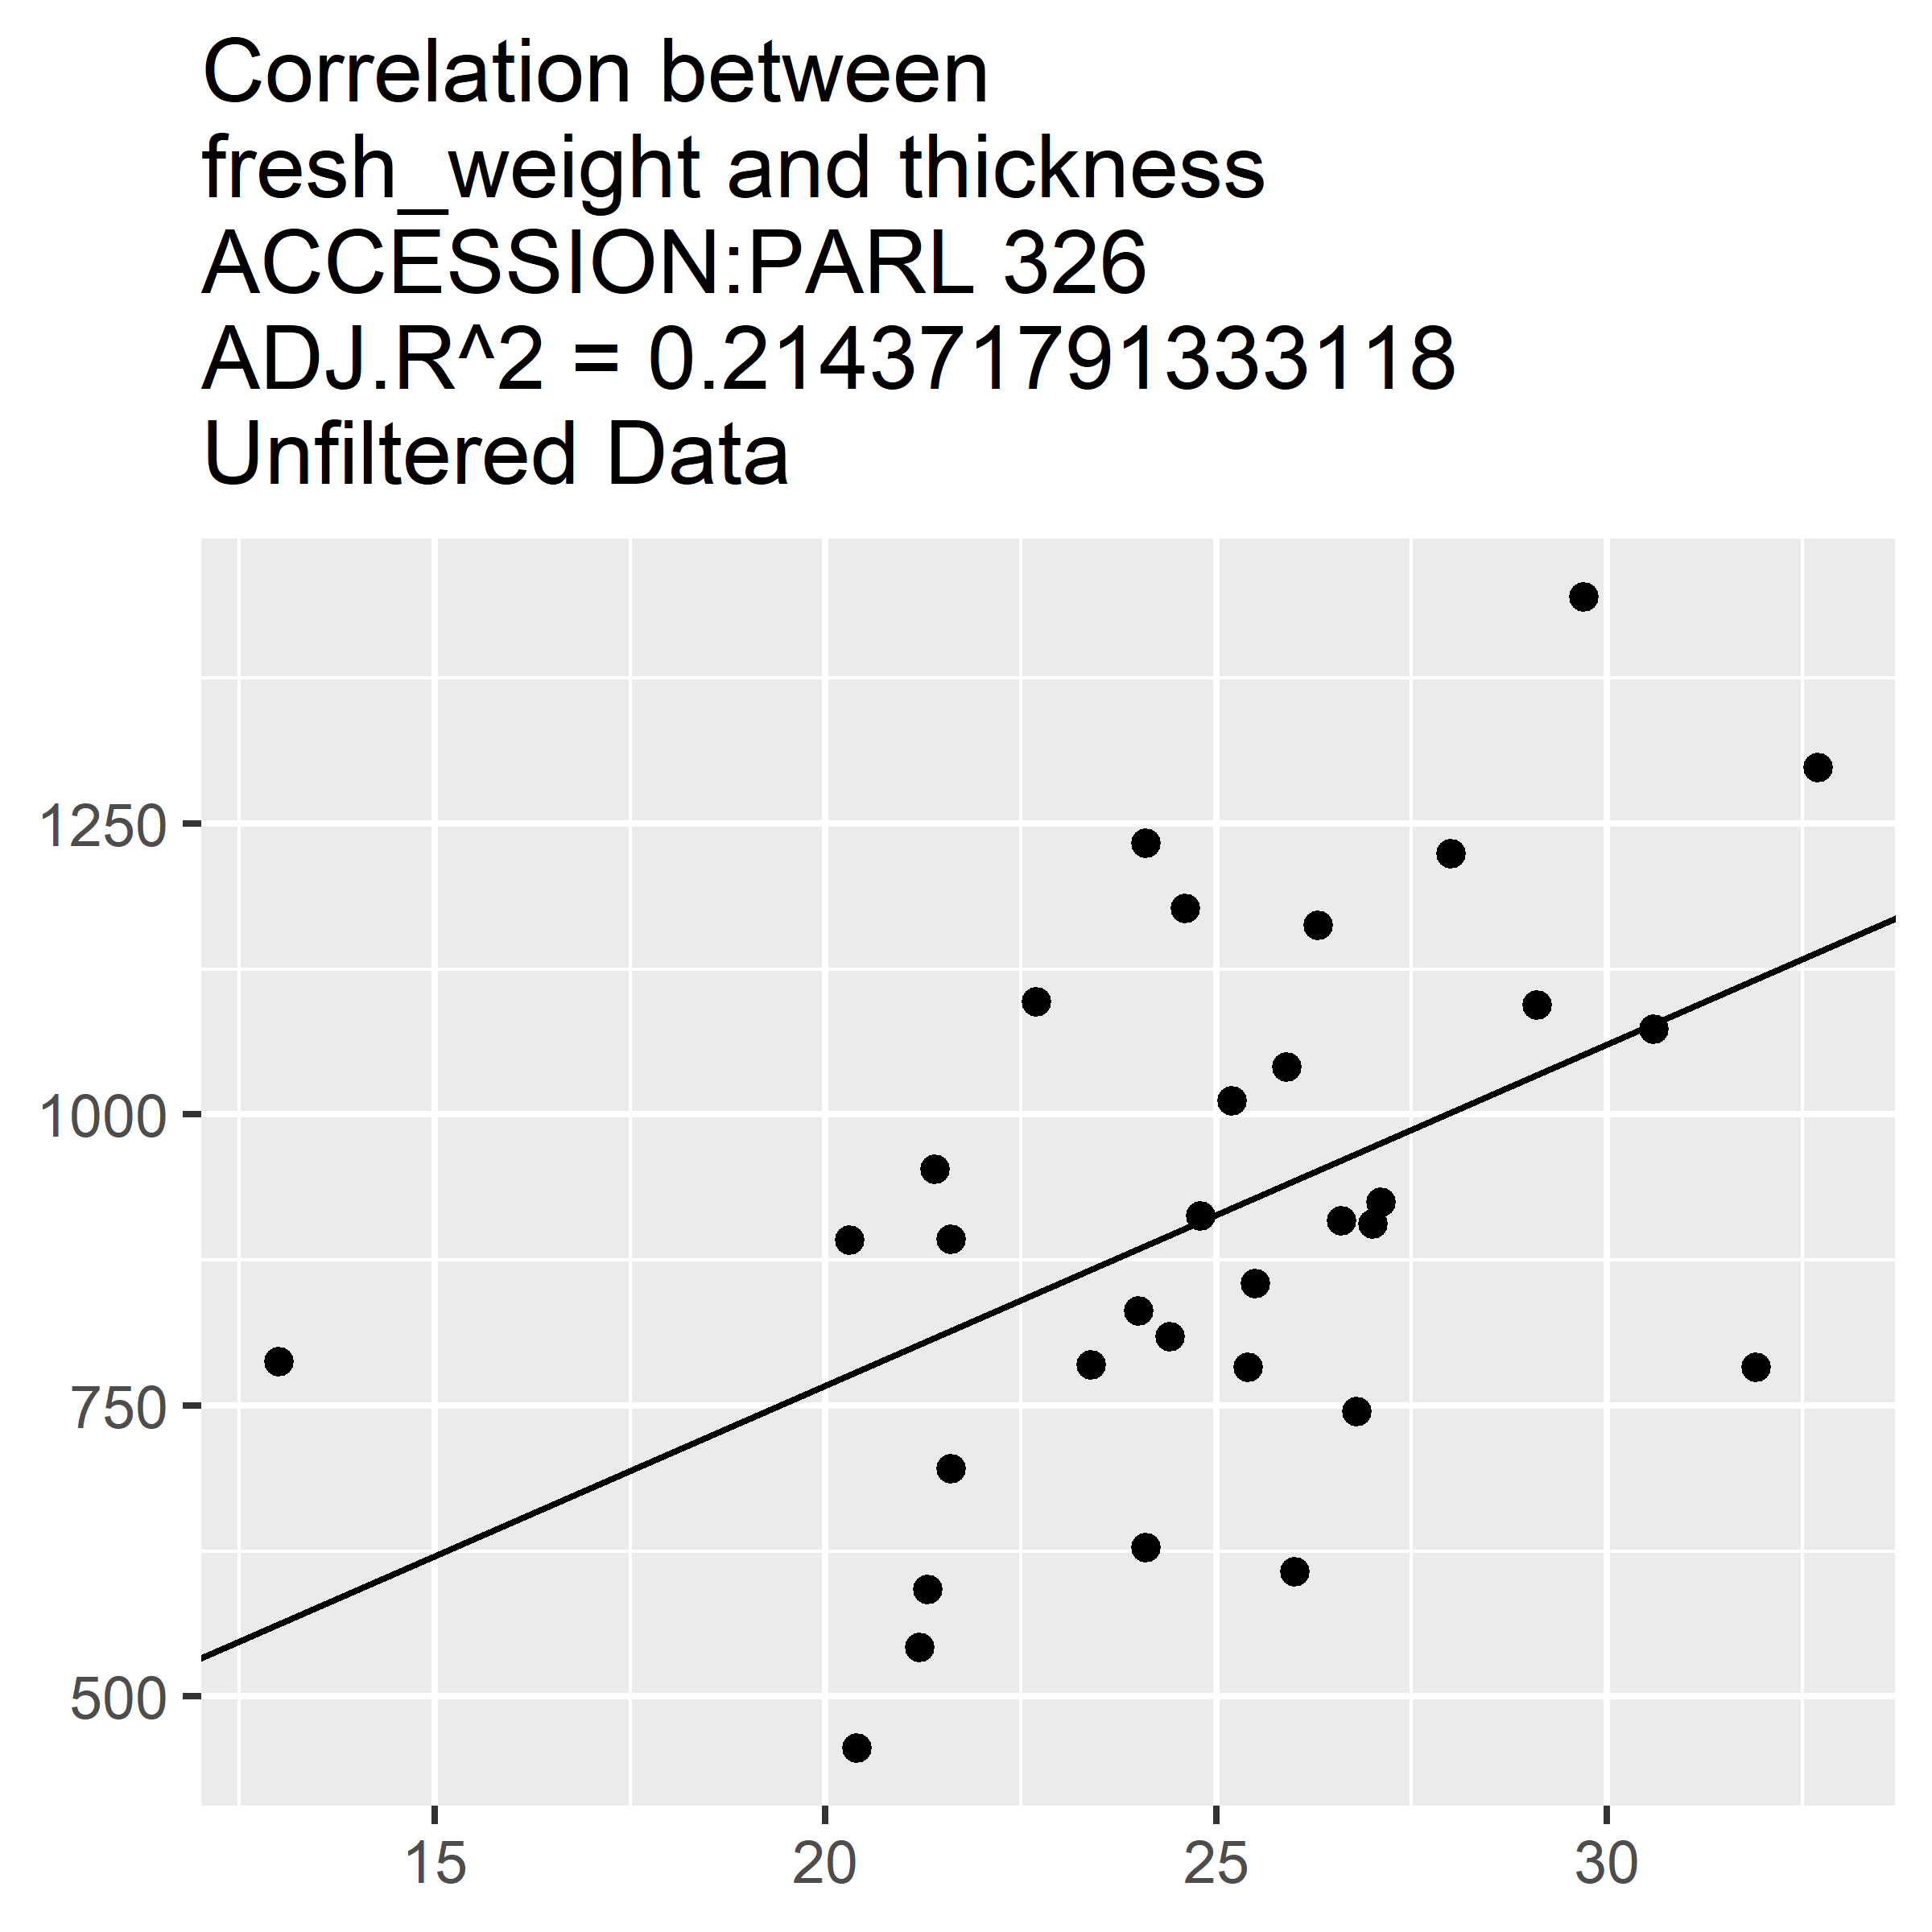 Correlation between
fresh_weight and thickness
ACCESSION:PARL 326
ADJ.R^2 = 0.214371791333118
Unfiltered Data
1250
1000
750
500
15 20 25 30